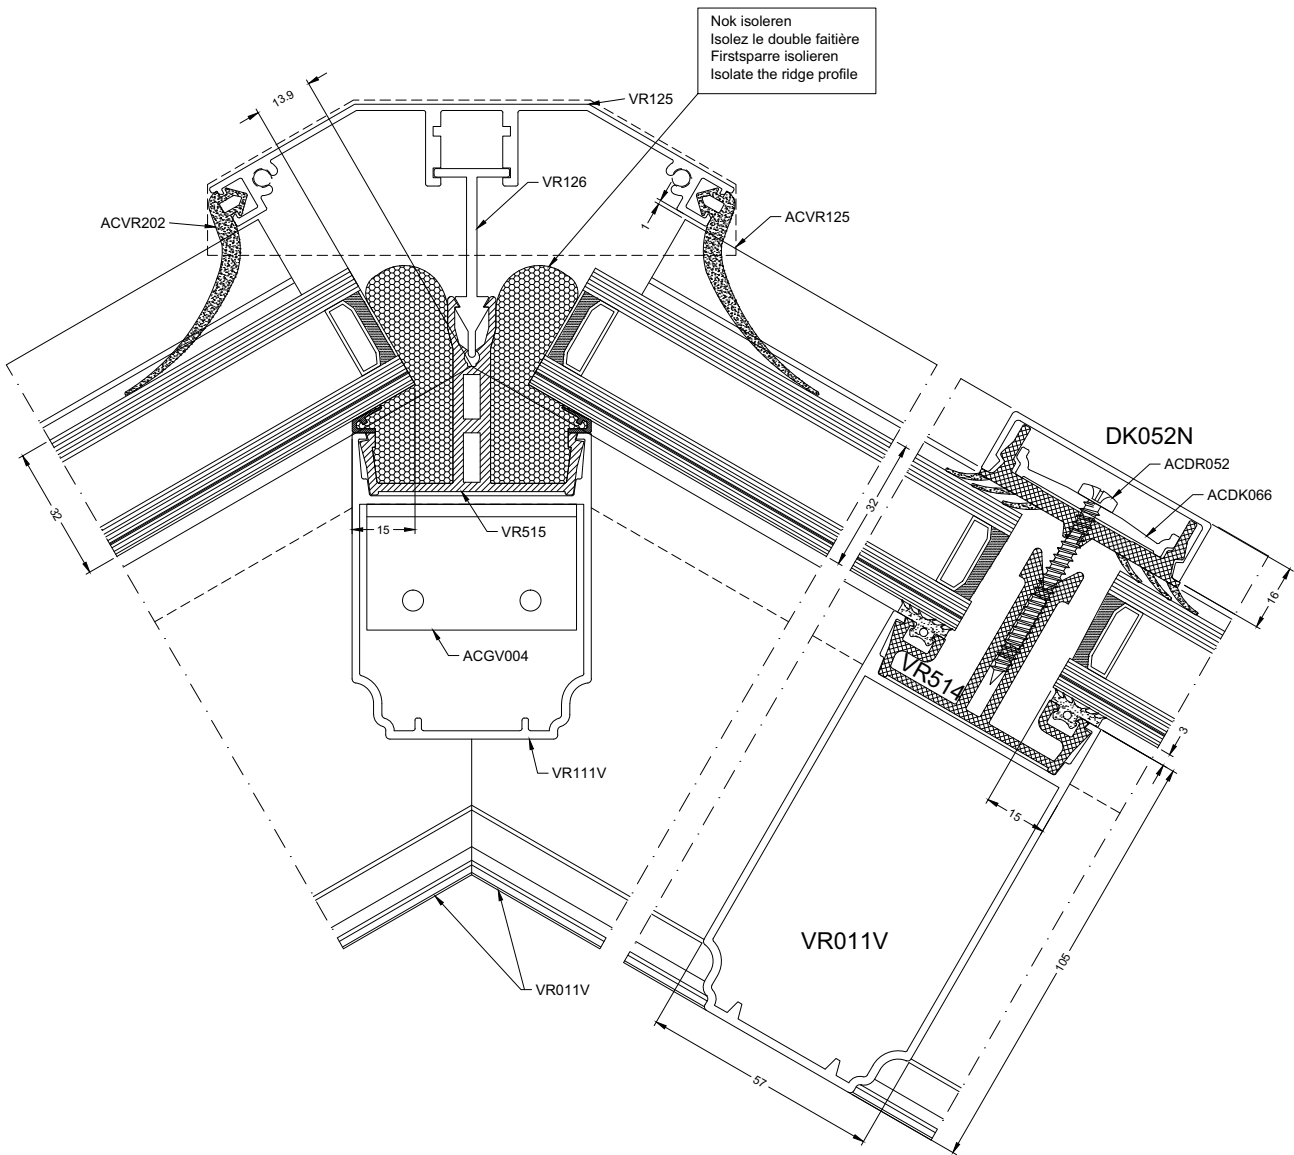 Nok isoleren
Isolez le double faitière
Firstsparre isolieren
Isolate the ridge profile
13.9
VR125
VR126
ACVR202
1
ACVR125
DK052N
ACDR052
ACDK066
32
32
15
VR515
16
ACGV004
VR514
3
VR111V
15
VR011V
105
VR011V
57